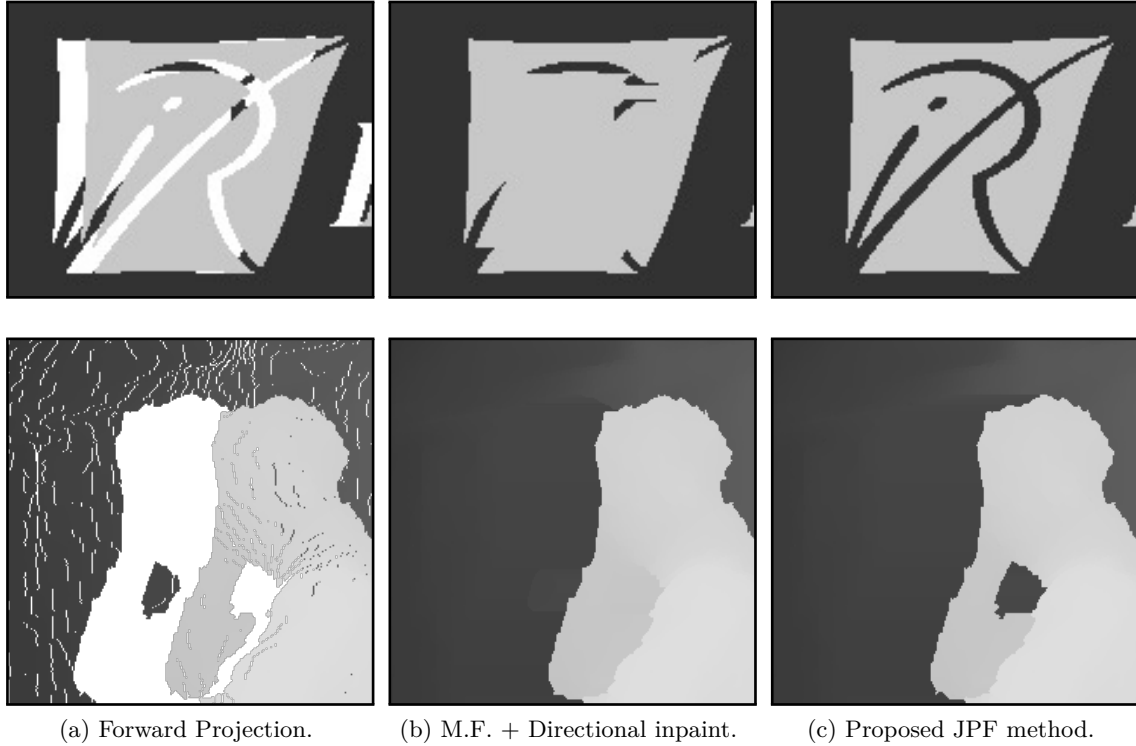 (a) Forward Projection.
(b) M.F. + Directional inpaint.
(c) Proposed JPF method.